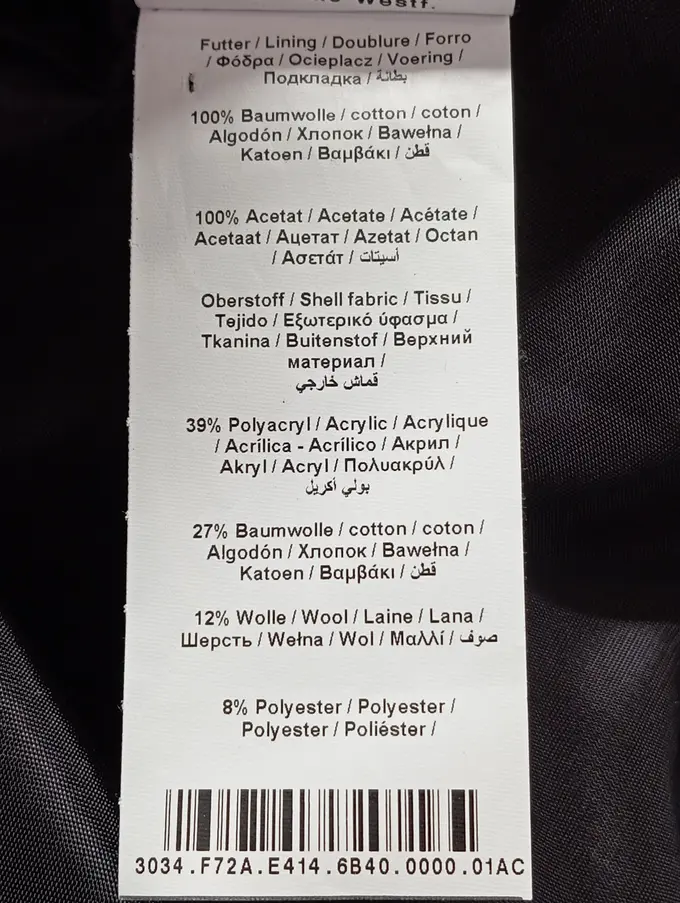 Westf.
Futter / Lining / Doublure / Forro
/ Φόδρα / Ocieplacz / Voering /
Подкладка / بطانة
100% Baumwolle / cotton / coton /
Algodón / Хлопок / Bawełna /
Katoen / Βαμβάκι / قطن
100% Acetat / Acetate / Acétate /
Acetaat / Ацетат / Azetat / Octan
/ Ασετάτ / أسيتات
Oberstoff / Shell fabric / Tissu /
Tejido / Εξωτερικό ύφασμα /
Tkanina / Buitenstof / Верхний
материал /
قماش خارجي
39% Polyacryl / Acrylic / Acrylique
/ Acrílica - Acrílico / Акрил /
Akryl / Acryl / Πολυακρύλ /
بولي أكريل
27% Baumwolle / cotton / coton /
Algodón / Хлопок / Bawełna /
Katoen / Βαμβάκι / قطن
12% Wolle / Wool / Laine / Lana /
Шерсть / Wełna / Wol / Μαλλί / صوف
8% Polyester / Polyester /
Polyester / Poliéster /
3034.F72A.E414.6B40.0000.01AC